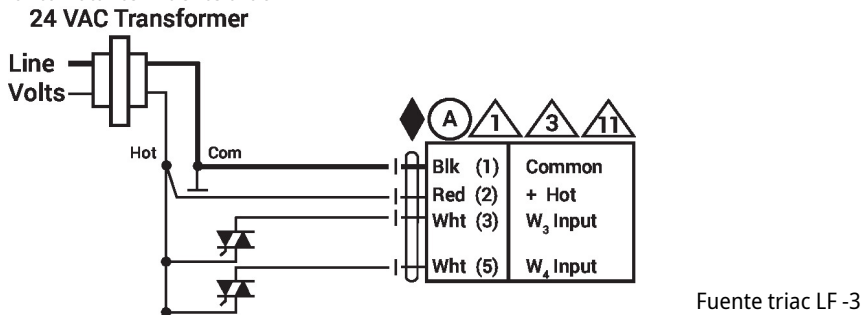 24 VAC Transformer
Line
Volts
Hot
Com
A 1 3 11
Blk (1) Common
Red (2) + Hot
Wht (3) W3 Input
Wht (5) W4 Input
Fuente triac LF -3